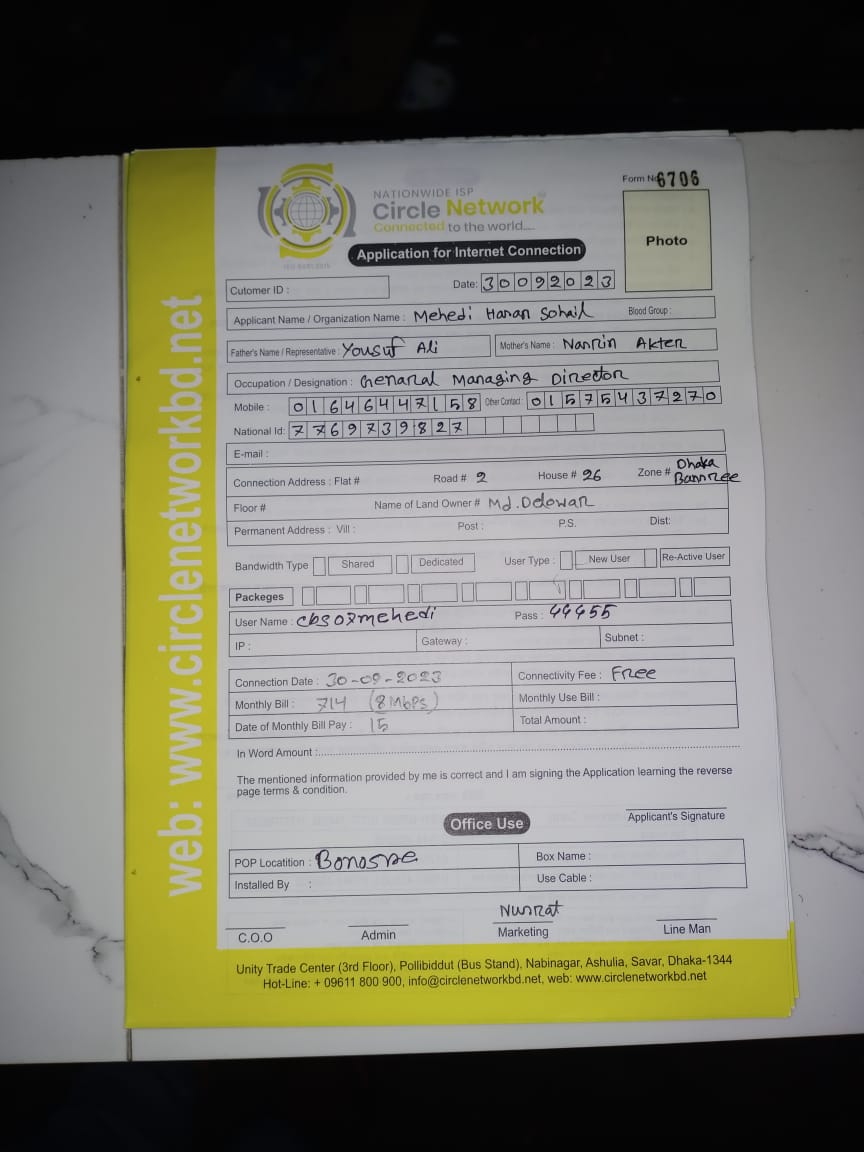 web: www.circlenetworkbd.net
Form No 6706
NATIONWIDE ISP
Circle Network
Connected to the world....
Photo
Application for Internet Connection
Cutomer ID :
Date: 30092023
Applicant Name / Organization Name : Mehedi Hasan Sohail Blood Group :
Father's Name / Representative : Yousuf Ali Mother's Name : Nasrin Akter
Occupation / Designation : Genaral Managing Director
Mobile : 01646447158 Other Contact: 01575437270
National Id: 7769739827
E-mail :
Connection Address : Flat # Road # 2 House # 26 Zone # Dhaka
Floor # Name of Land Owner # Md. Delowar
Permanent Address : Vill : Post : P.S. Dist:
Bandwidth Type Shared Dedicated User Type : New User Re-Active User
Packeges
User Name : cbs07mehedi Pass : 44455
IP : Gateway : Subnet :
Connection Date : 30-09-2023 Connectivity Fee : Free
Monthly Bill : 714 (8 Mbps) Monthly Use Bill :
Date of Monthly Bill Pay : 15 Total Amount :
In Word Amount :
The mentioned information provided by me is correct and I am signing the Application learning the reverse
page terms & condition.
Applicant's Signature
Office Use
POP Locatition : Box Name :
Installed By : Use Cable :
Nusrat
C.O.O Admin Marketing Line Man
Unity Trade Center (3rd Floor), Pollibiddut (Bus Stand), Nabinagar, Ashulia, Savar, Dhaka-1344
Hot-Line: + 09611 800 900, info@circlenetworkbd.net, web: www.circlenetworkbd.net